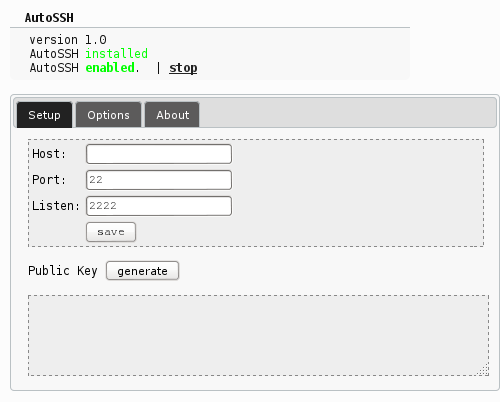 AutoSSH
version 1.0
AutoSSH installed
AutoSSH enabled. | stop
Setup Options About
Host:
Port: 22
Listen: 2222
save
Public Key generate